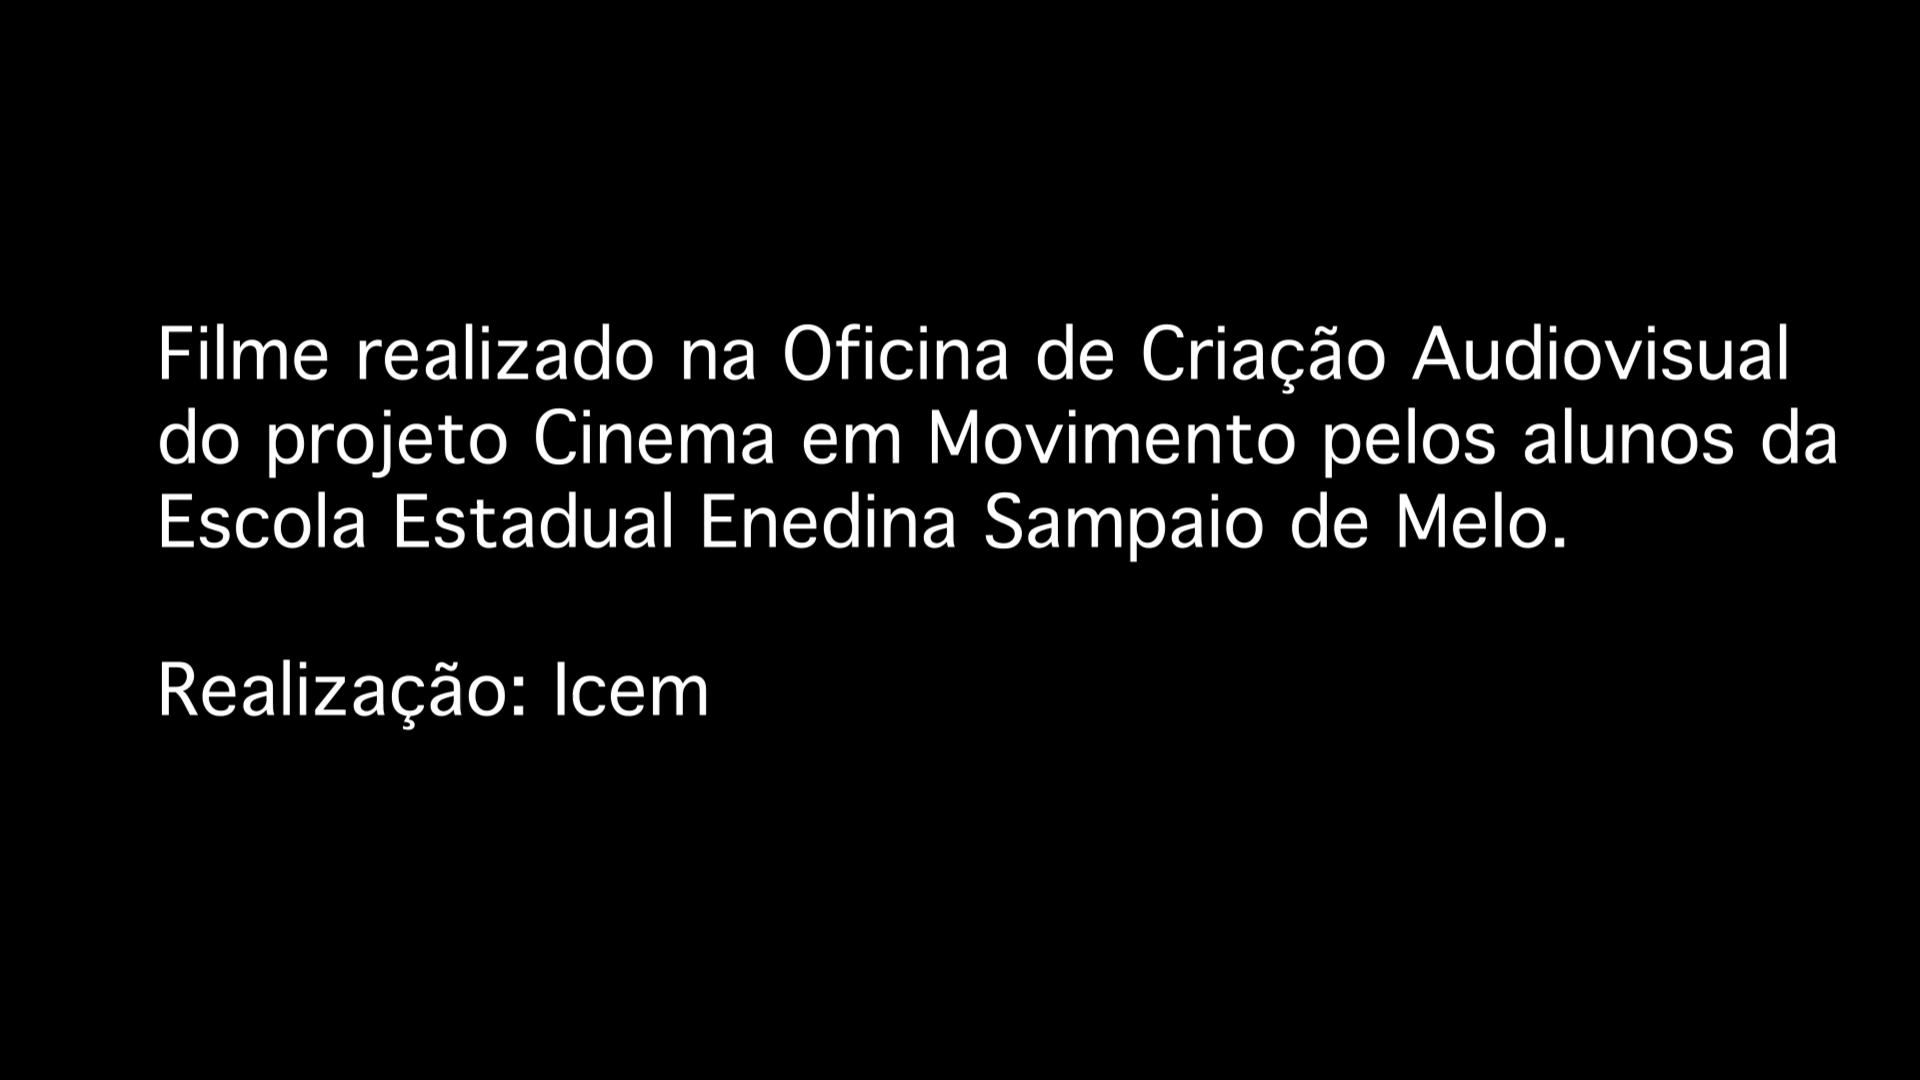 Filme realizado na Oficina de Criação Audiovisual
do projeto Cinema em Movimento pelos alunos da
Escola Estadual Enedina Sampaio de Melo.
Realização: Icem